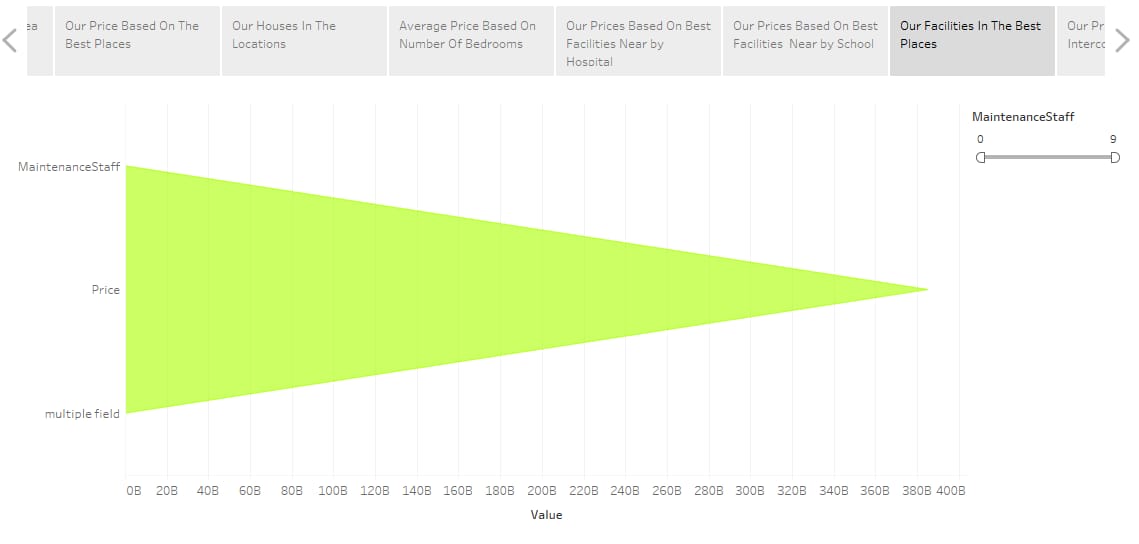 ea
Our Price Based On The
Best Places
Our Houses In The
Locations
Average Price Based On
Number Of Bedrooms
Our Prices Based On Best
Facilities Near by
Hospital
Our Prices Based On Best
Facilities  Near by School
Our Facilities In The Best
Places
Our Pr
Interco
MaintenanceStaff
0 9
MaintenanceStaff
Price
multiple field
0B 20B 40B 60B 80B 100B 120B 140B 160B 180B 200B 220B 240B 260B 280B 300B 320B 340B 360B 380B 400B
Value